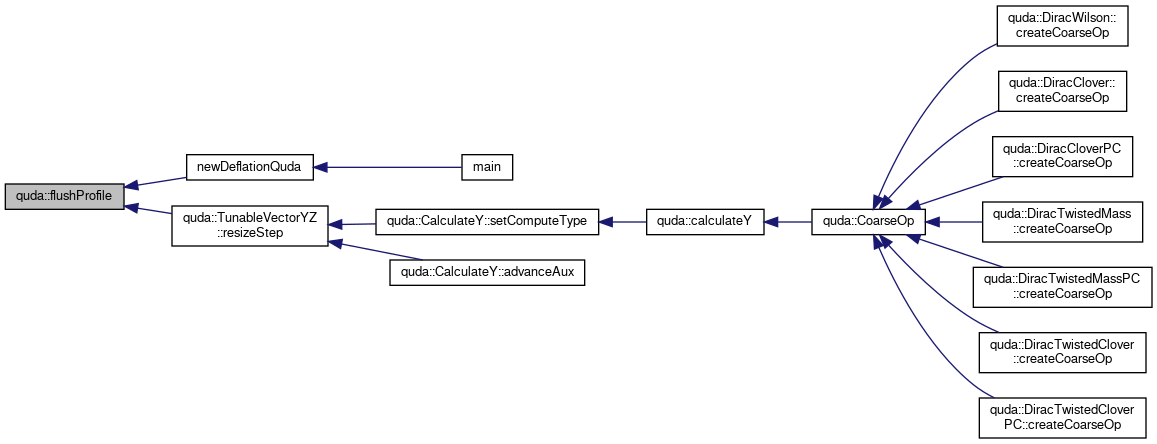 quda::flushProfile
newDeflationQuda
main
quda::TunableVectorYZ
::resizeStep
quda::CalculateY::setComputeType
quda::CalculateY::advanceAux
quda::calculateY
quda::CoarseOp
quda::DiracWilson::
createCoarseOp
quda::DiracClover::
createCoarseOp
quda::DiracCloverPC
::createCoarseOp
quda::DiracTwistedMass
::createCoarseOp
quda::DiracTwistedMassPC
::createCoarseOp
quda::DiracTwistedClover
::createCoarseOp
quda::DiracTwistedClover
PC::createCoarseOp